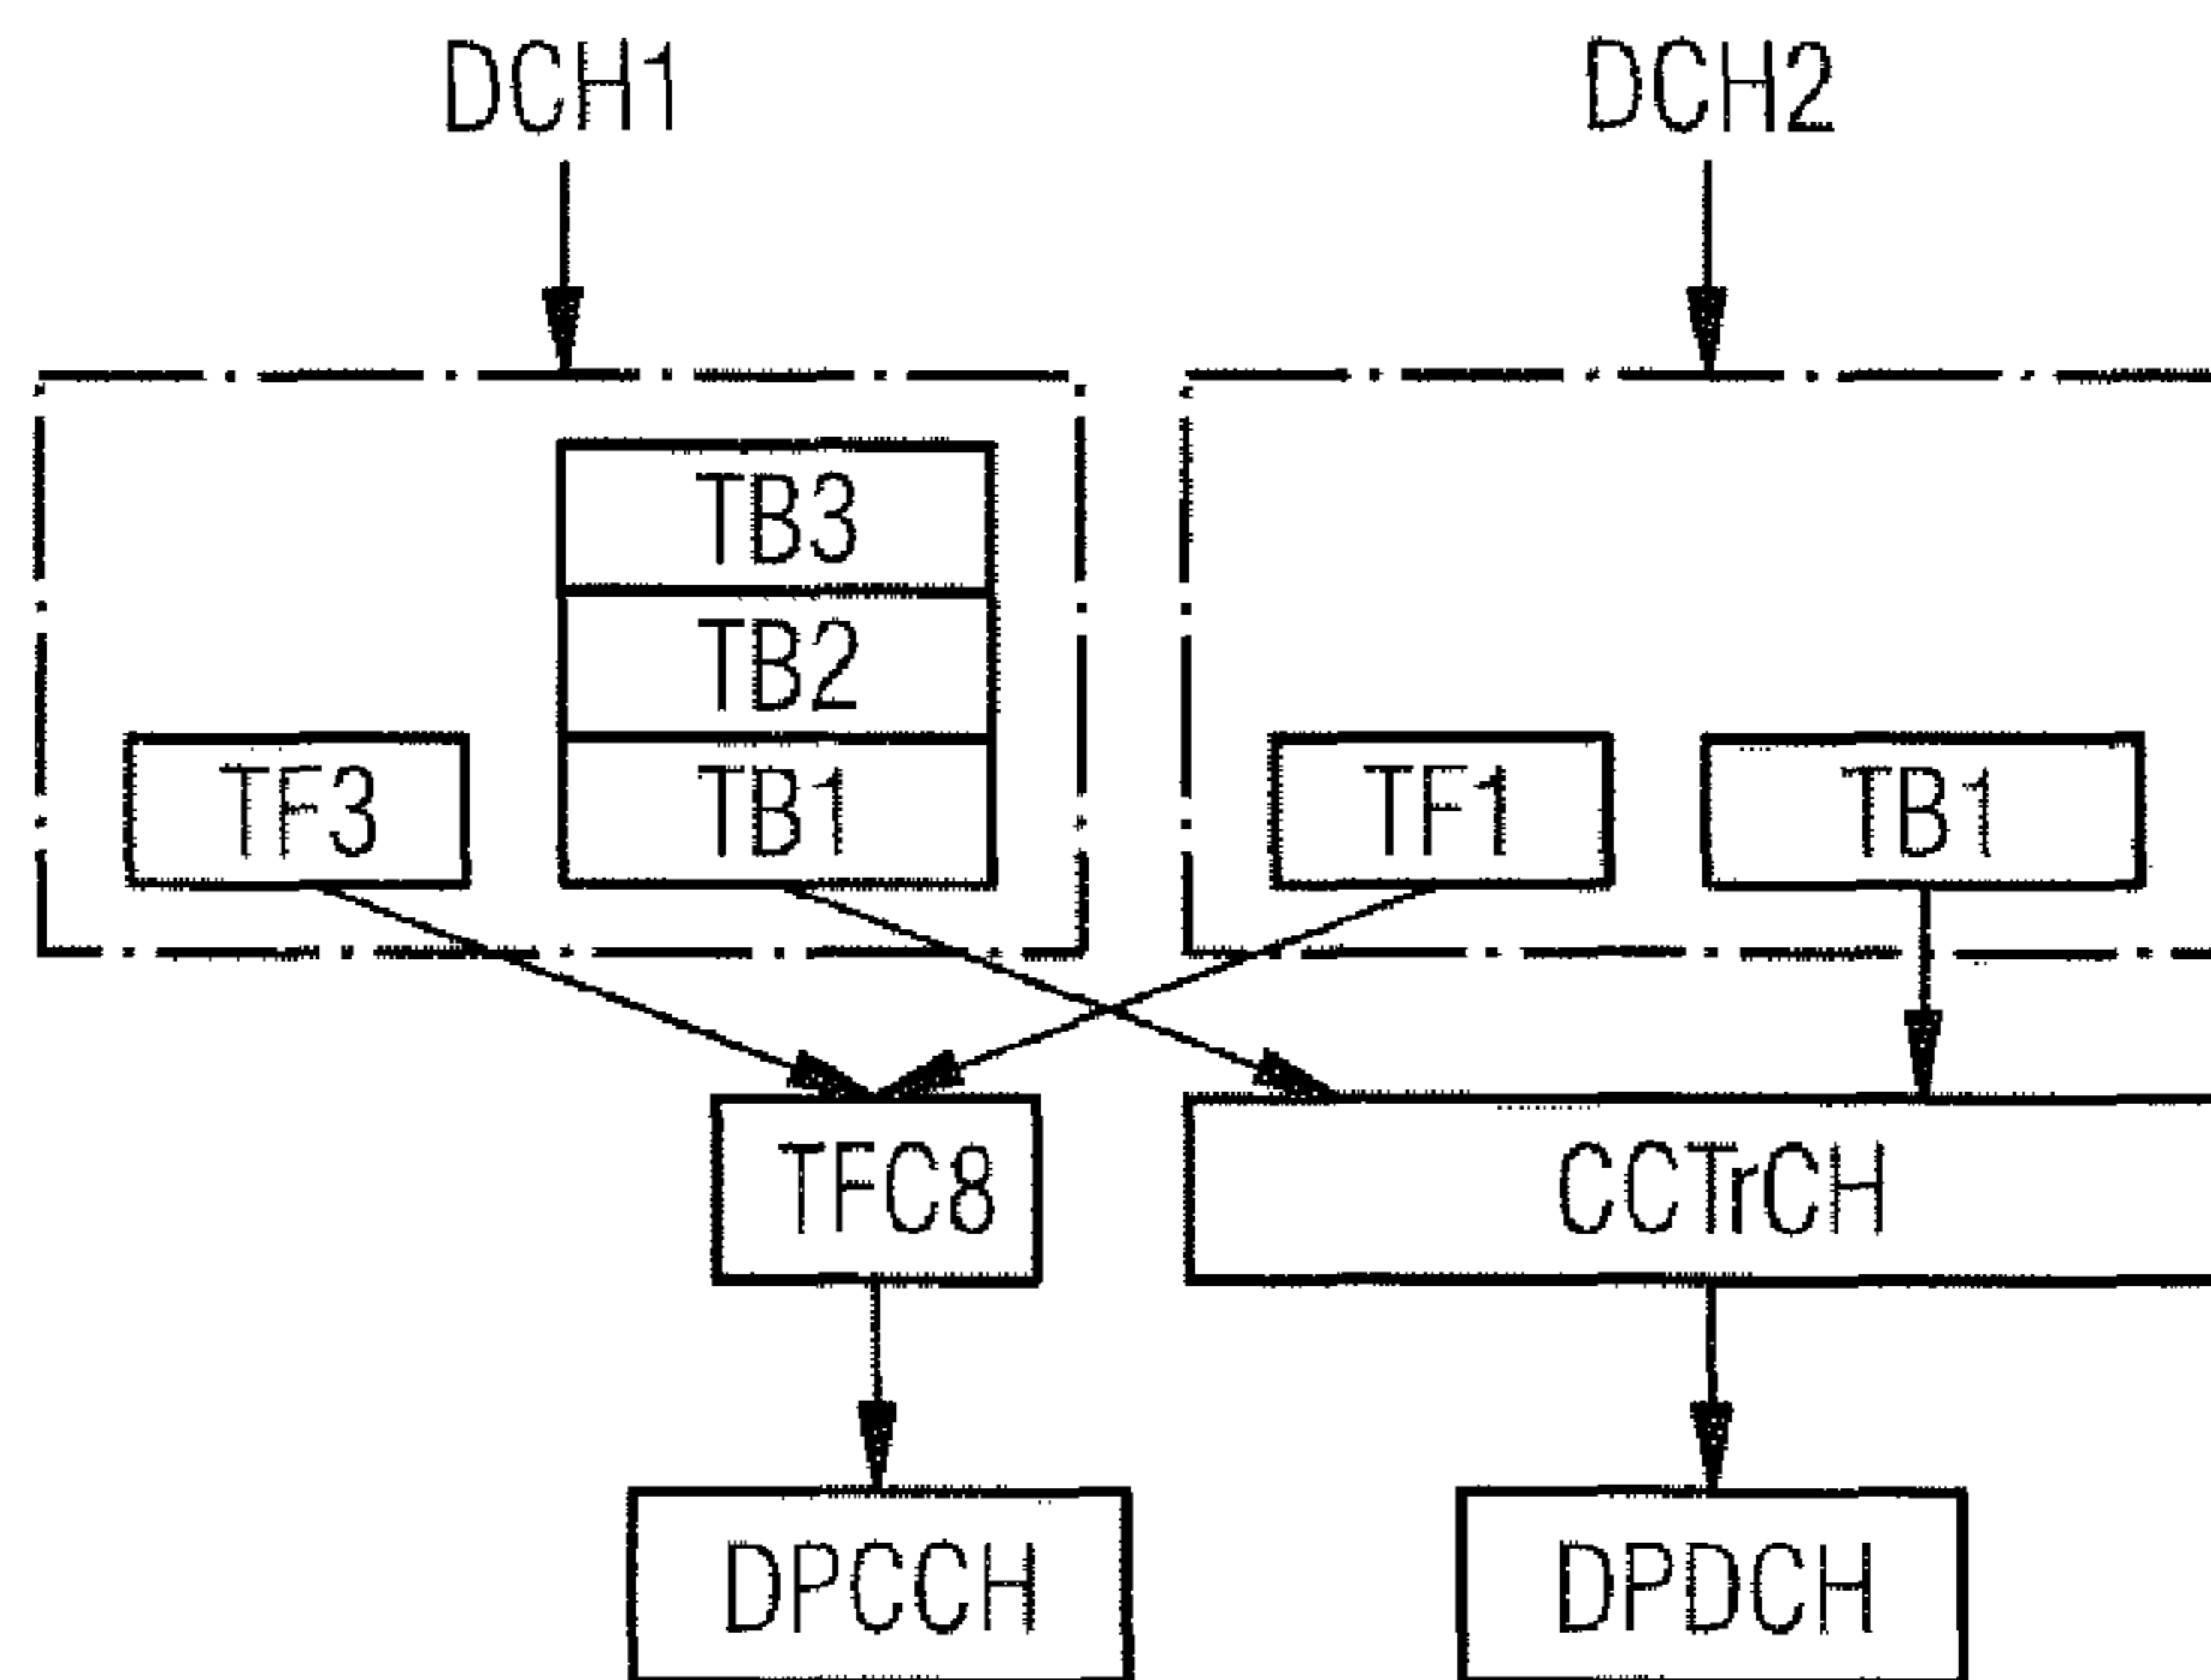 DCH1 DCH2
TB3
TB2
TF3 TB1 TF1 TB1
TFC8 CCTrCH
DPCCH DPDCH